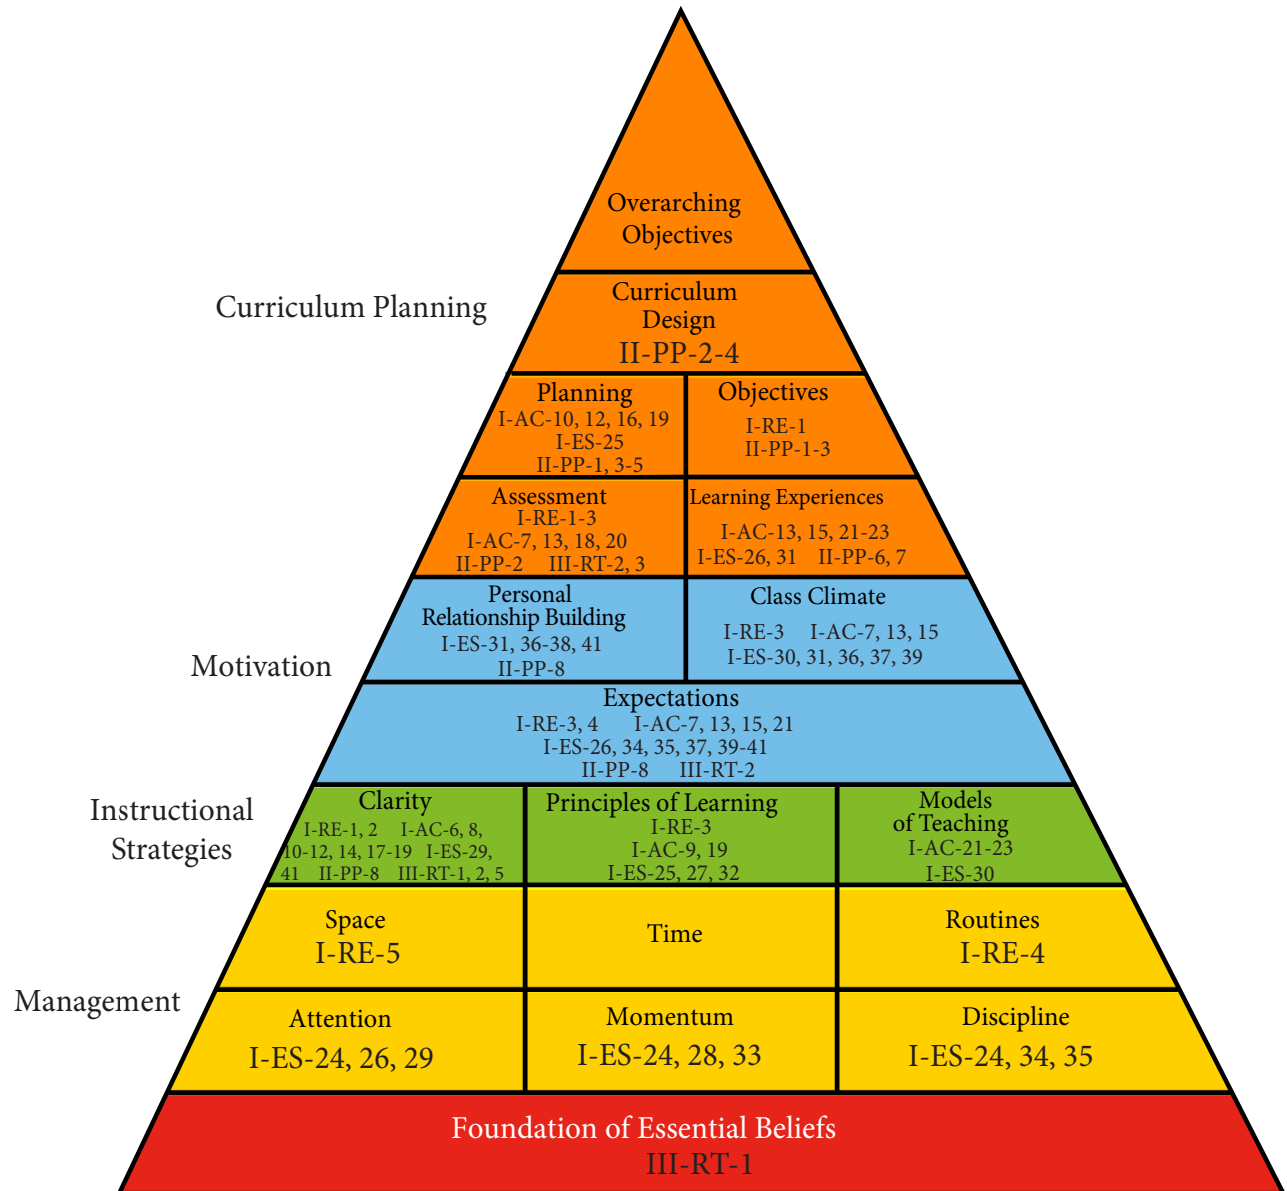 Overarching
Objectives
Curriculum Planning
Curriculum
Design
II-PP-2-4
Planning
I-AC-10, 12, 16, 19
I-ES-25
II-PP-1, 3-5
Objectives
I-RE-1
II-PP-1-3
Assessment
I-RE-1-3
I-AC-7, 13, 18, 20
II-PP-2 III-RT-2, 3
Learning Experiences
I-AC-13, 15, 21-23
I-ES-26, 31 II-PP-6, 7
Motivation
Personal
Relationship Building
I-ES-31, 36-38, 41
II-PP-8
Class Climate
I-RE-3 I-AC-7, 13, 15
I-ES-30, 31, 36, 37, 39
Expectations
I-RE-3, 4 I-AC-7, 13, 15, 21
I-ES-26, 34, 35, 37, 39-41
II-PP-8 III-RT-2
Instructional
Strategies
Clarity
I-RE-1, 2 I-AC-6, 8,
10-12, 14, 17-19 I-ES-29,
41 II-PP-8 III-RT-1, 2, 5
Principles of Learning
I-RE-3
I-AC-9, 19
I-ES-25, 27, 32
Models
of Teaching
I-AC-21-23
I-ES-30
Management
Space
I-RE-5
Time
Routines
I-RE-4
Attention
I-ES-24, 26, 29
Momentum
I-ES-24, 28, 33
Discipline
I-ES-24, 34, 35
Foundation of Essential Beliefs
III-RT-1